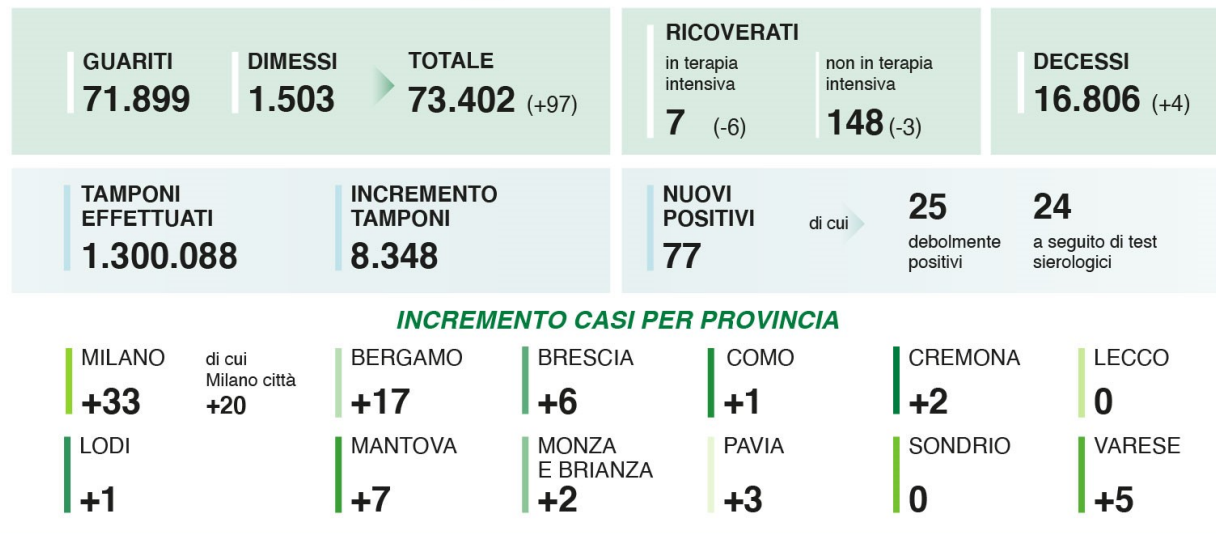 GUARITI
71.899
DIMESSI
1.503
TOTALE
73.402 (+97)
RICOVERATI
in terapia
intensiva
7 (-6)
non in terapia
intensiva
148 (-3)
DECESSI
16.806 (+4)
TAMPONI
EFFETTUATI
1.300.088
INCREMENTO
TAMPONI
8.348
NUOVI
POSITIVI
77
di cui
25
debolmente
positivi
24
a seguito di test
sierologici
INCREMENTO CASI PER PROVINCIA
MILANO
+33
di cui
Milano città
+20
BERGAMO
+17
BRESCIA
+6
COMO
+1
CREMONA
+2
LECCO
0
LODI
+1
MANTOVA
+7
MONZA
E BRIANZA
+2
PAVIA
+3
SONDRIO
0
VARESE
+5